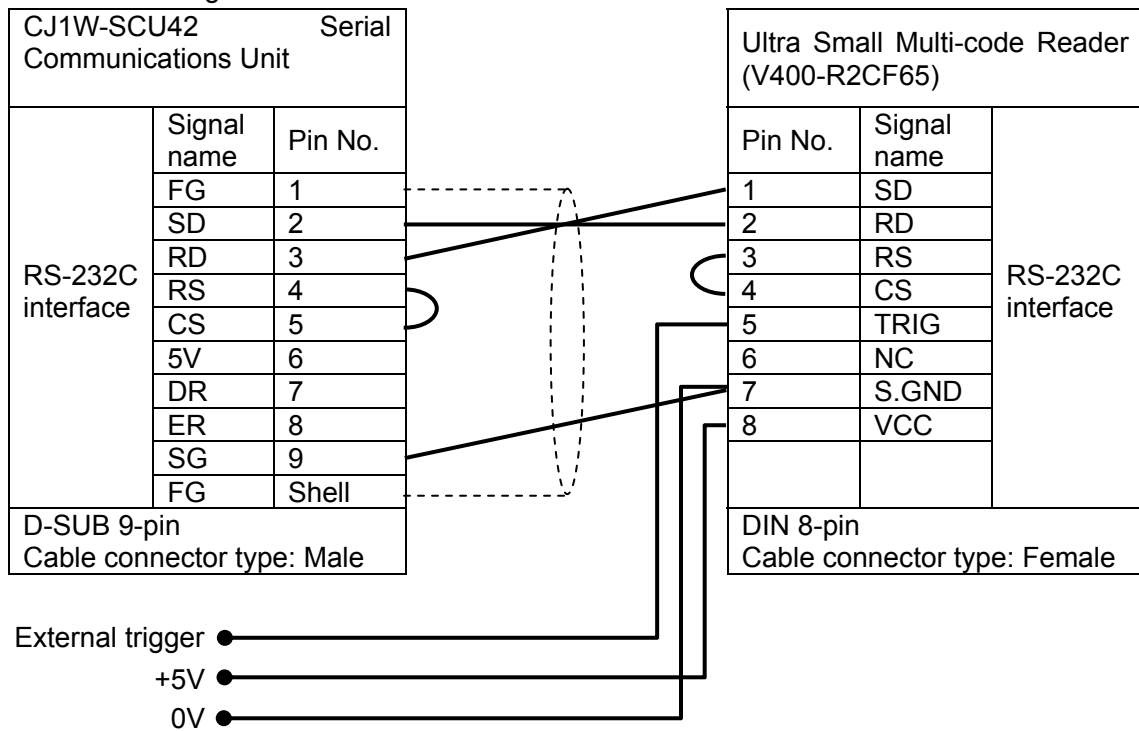 CJ1W-SCU42 Serial
Communications Unit
Ultra Small Multi-code Reader
(V400-R2CF65)
RS-232C
interface
Signal name Pin No.
FG 1
SD 2
RD 3
RS 4
CS 5
5V 6
DR 7
ER 8
SG 9
FG Shell
Pin No. Signal name
1 SD
2 RD
3 RS
4 CS
5 TRIG
6 NC
7 S.GND
8 VCC
RS-232C
interface
D-SUB 9-pin
Cable connector type: Male
DIN 8-pin
Cable connector type: Female
External trigger
+5V
0V